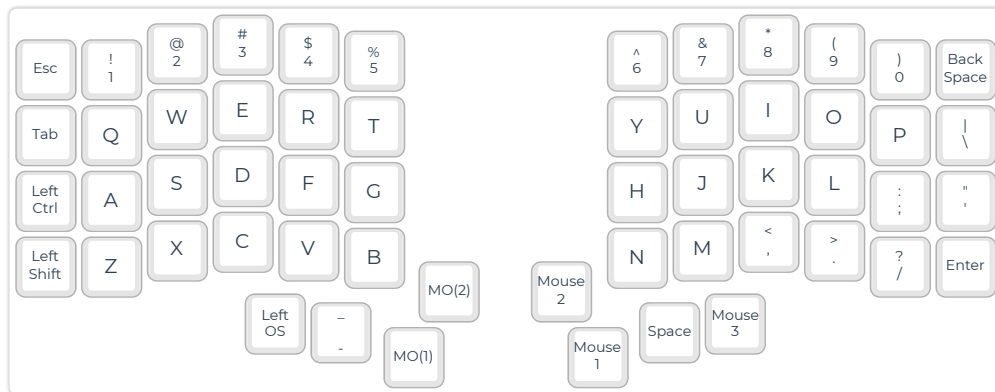 Esc
!
1
@
2
#
3
$
4
%
5
^
6
&
7
*
8
(
9
)
0
Back
Space
Tab
Q
W
E
R
T
Y
U
I
O
P
|
\
Left
Ctrl
A
S
D
F
G
H
J
K
L
:
;
"
'
Left
Shift
Z
X
C
V
B
N
M
<
,
>
.
?
/
Enter
Left
OS
_
-
MO(2)
MO(1)
Mouse
2
Mouse
1
Space
Mouse
3